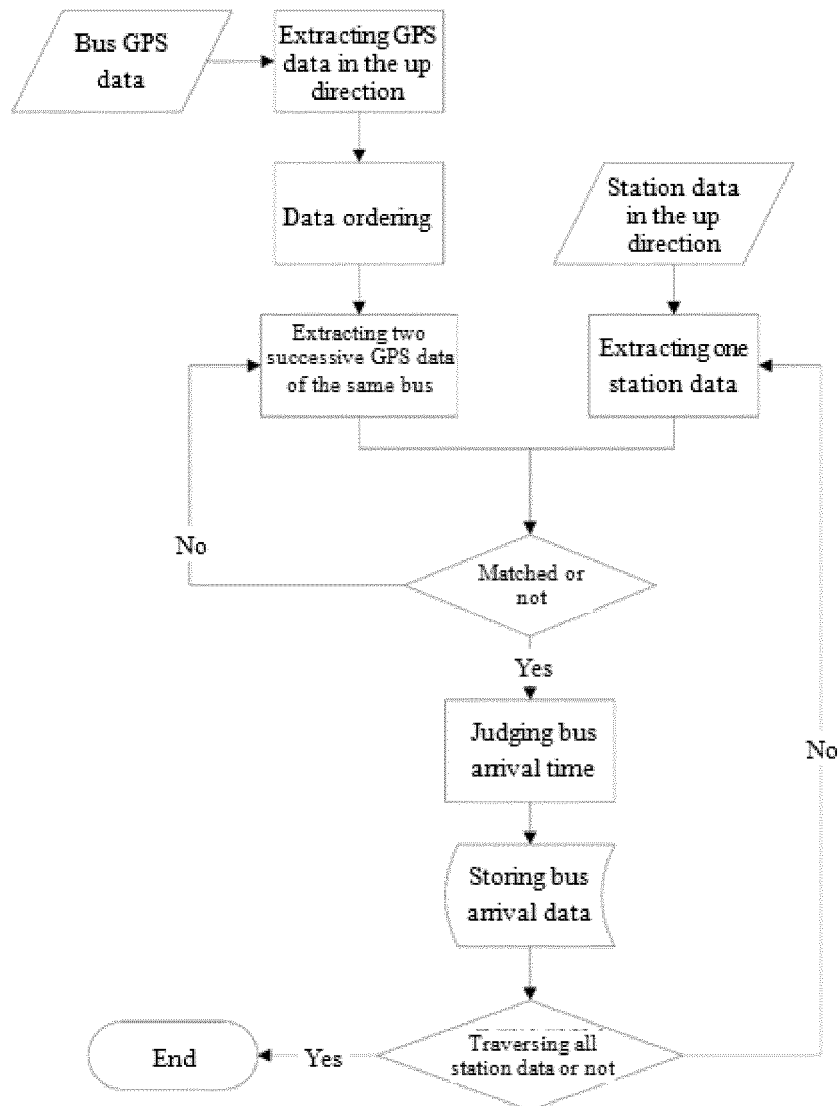 Bus GPS
data
Extracting GPS
data in the up
direction
Data ordering
Station data
in the up
direction
Extracting two
successive GPS data
of the same bus
Extracting one
station data
No
Matched or
not
Yes
Judging bus
arrival time
No
Storing bus
arrival data
Traversing all
station data or not
Yes
End